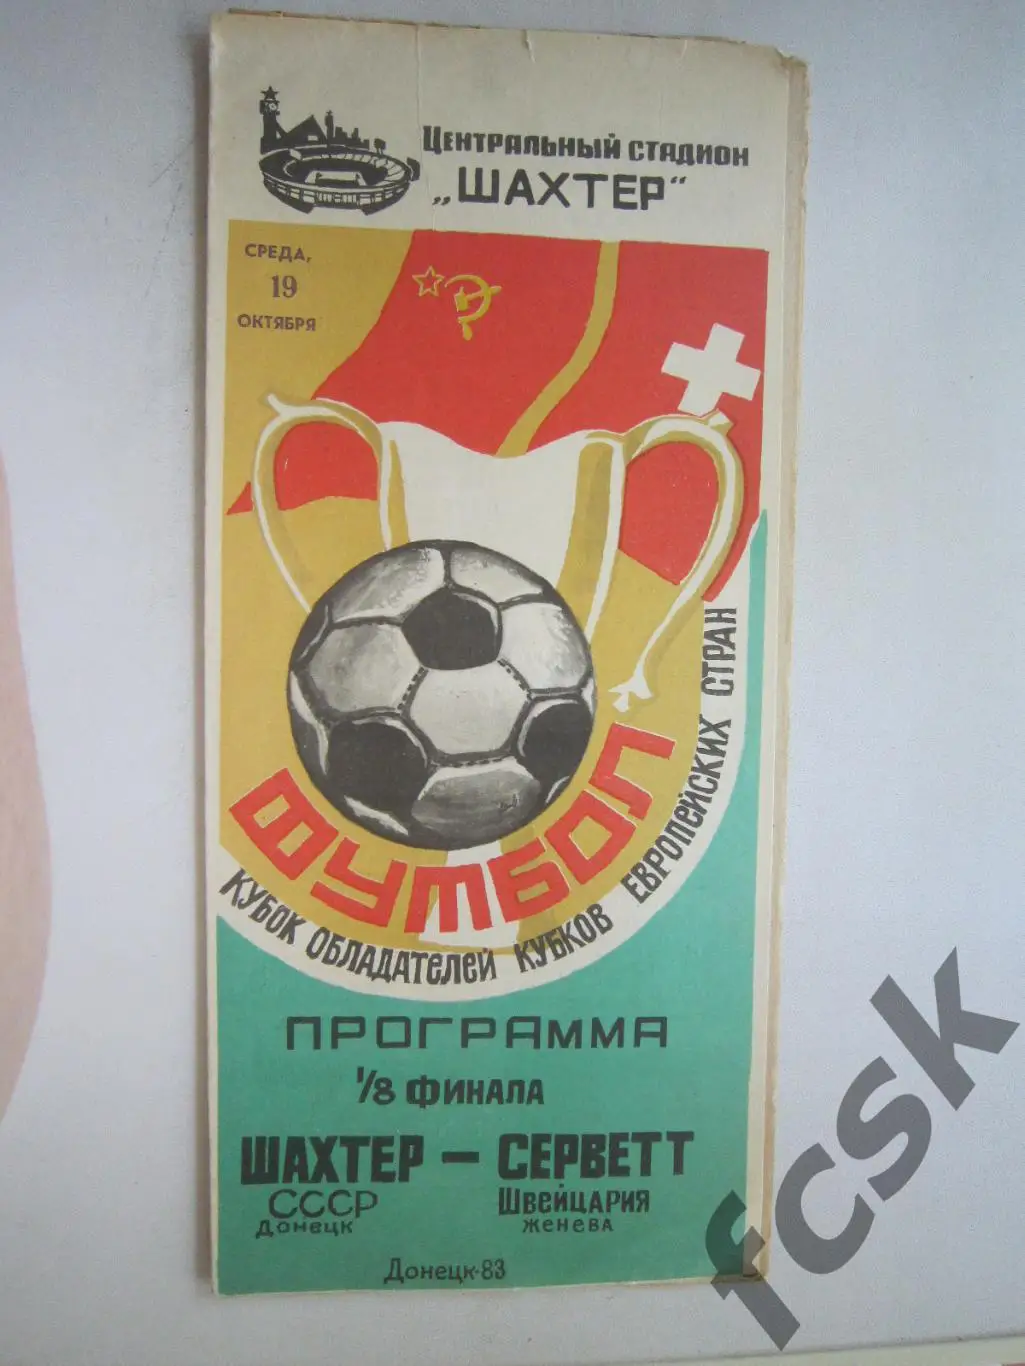 ЦЕНТРАЛЬНЫЙ СТАДИОН
„ШАХТЕР“
СРЕДА,
19
ОКТЯБРЯ
ФУТБОЛ
КУБОК ОБЛАДАТЕЛЕЙ КУБКОВ ЕВРОПЕЙСКИХ СТРАН
ПРОГРАММА
1/8 ФИНАЛА
ШАХТЕР — СЕРВЕТТ
СССР Швейцария
Донецк Женева
Донецк-83
fcsk